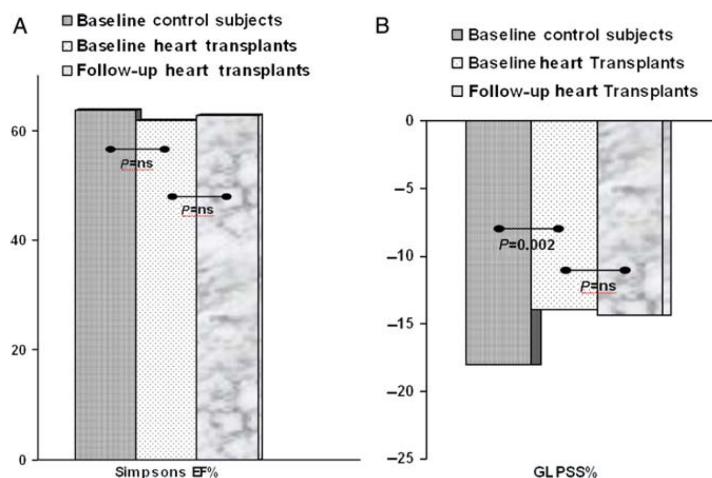 A
Baseline control subjects
Baseline heart transplants
Follow-up heart transplants
60
40
20
0
P=ns
P=ns
Simpsons EF%
B
Baseline control subjects
Baseline heart Transplants
Follow-up heart Transplants
0
−5
−10
−15
−20
−25
P=0.002
P=ns
GLPSS%